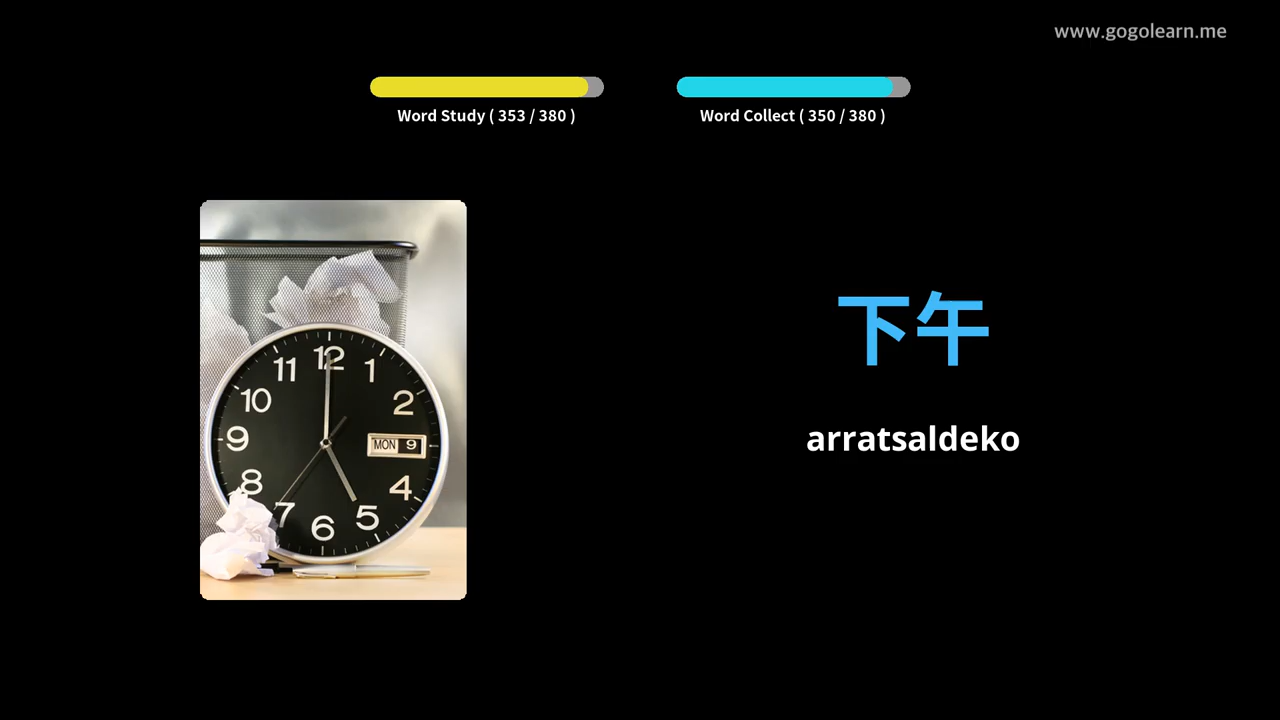 www.gogolearn.me
Word Study ( 353 / 380 )
Word Collect ( 350 / 380 )
12
11
1
10
2
9
MON 9
8
4
7
5
6
下午
arratsaldeko